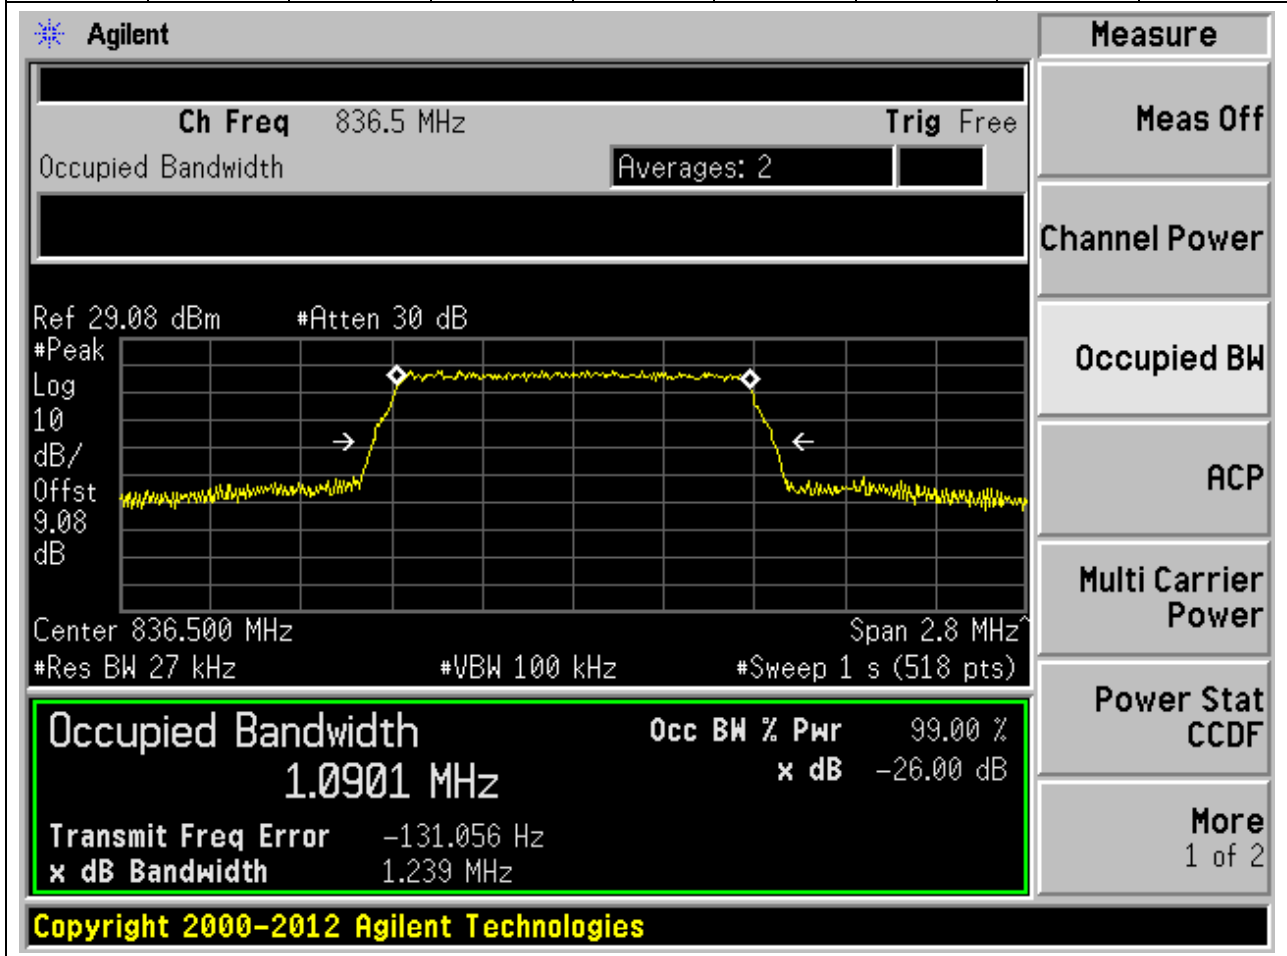 Agilent
Measure
Ch Freq 836.5 MHz Trig Free
Occupied Bandwidth Averages: 2
Meas Off
Channel Power
Occupied BW
ACP
Multi Carrier
Power
Power Stat
CCDF
More
1 of 2
Ref 29.08 dBm #Atten 30 dB
#Peak
Log
10
dB/
Offst
9.08
dB
Center 836.500 MHz Span 2.8 MHz^
#Res BW 27 kHz #VBW 100 kHz #Sweep 1 s (518 pts)
Occupied Bandwidth Occ BW % Pwr 99.00 %
1.0901 MHz x dB -26.00 dB
Transmit Freq Error -131.056 Hz
x dB Bandwidth 1.239 MHz
Copyright 2000-2012 Agilent Technologies